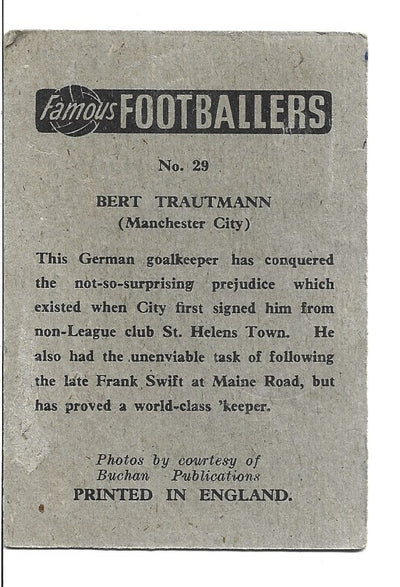 Famous FOOTBALLERS
No. 29
BERT TRAUTMANN
(Manchester City)
This German goalkeeper has conquered
the not-so-surprising prejudice which
existed when City first signed him from
non-League club St. Helens Town. He
also had the unenviable task of following
the late Frank Swift at Maine Road, but
has proved a world-class 'keeper.
Photos by courtesy of
Buchan Publications
PRINTED IN ENGLAND.